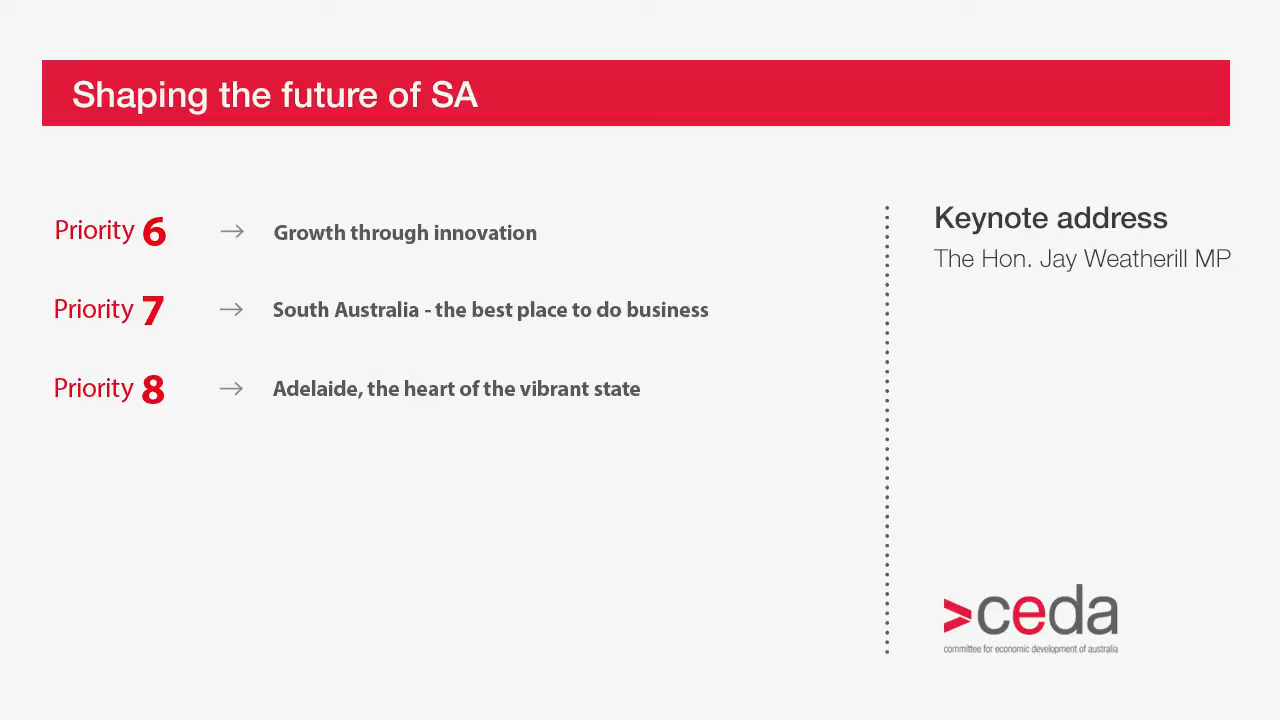 Shaping the future of SA
Priority 6 → Growth through innovation
Priority 7 → South Australia - the best place to do business
Priority 8 → Adelaide, the heart of the vibrant state
Keynote address
The Hon. Jay Weatherill MP
>ceda
committee for economic development of australia